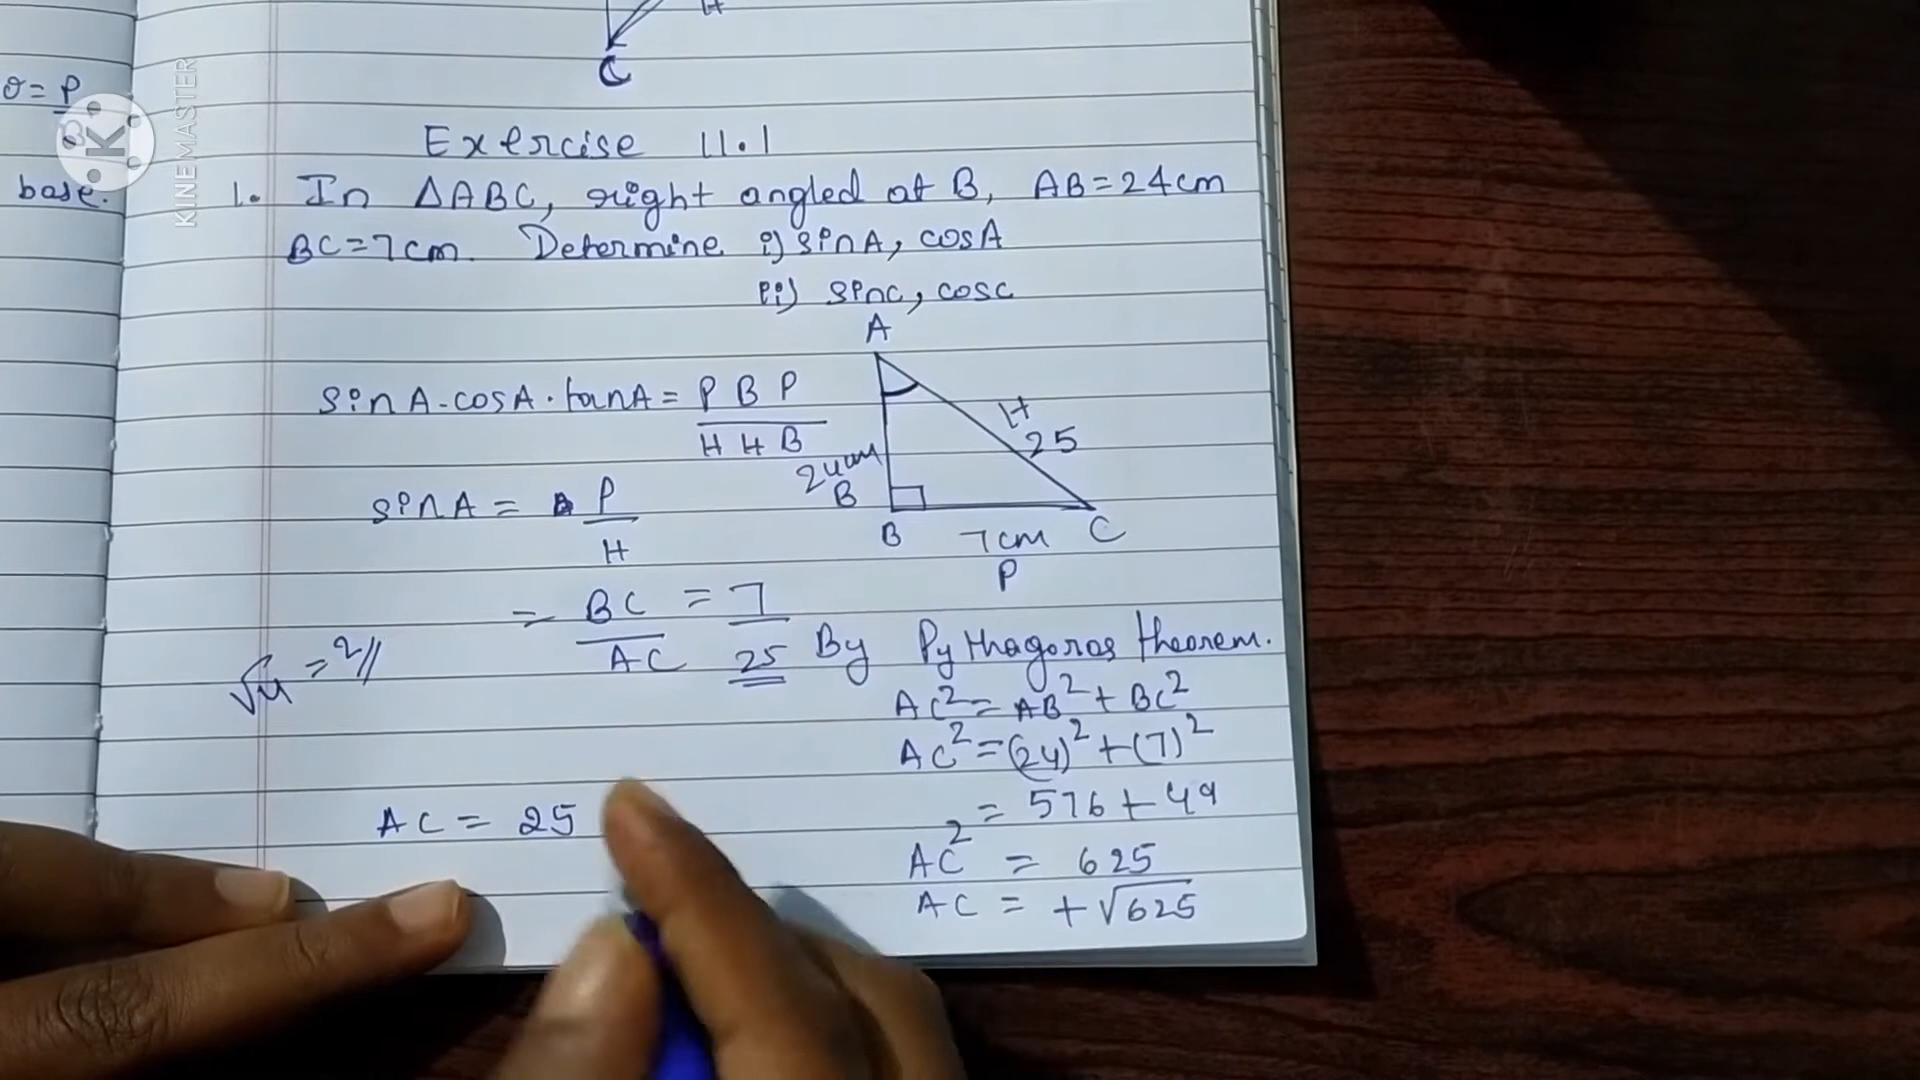 H
C
θ = P
B
base.
KINEMASTER
K
Exercise 11.1
1. In ΔABC, right angled at B, AB=24cm
BC=7cm. Determine i) sinA, cosA
ii) sinc, cosc
A
sinA-cosA·tanA= P B P
H H B
H
25
24cm
B
sinA = P
H
B
7cm
C
P
= BC = 7
AC 25
√4 = 2//
By Pythagoras theorem.
AC²= AB² + BC²
AC²=(24)²+(7)²
= 576+49
AC² = 625
AC = +√625
AC = 25